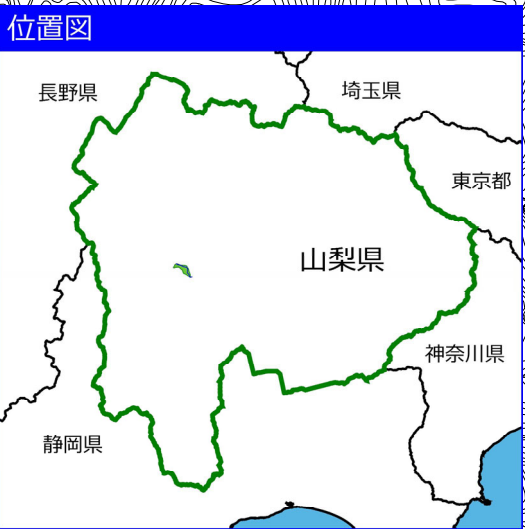 位置図
長野県
埼玉県
東京都
山梨県
神奈川県
静岡県